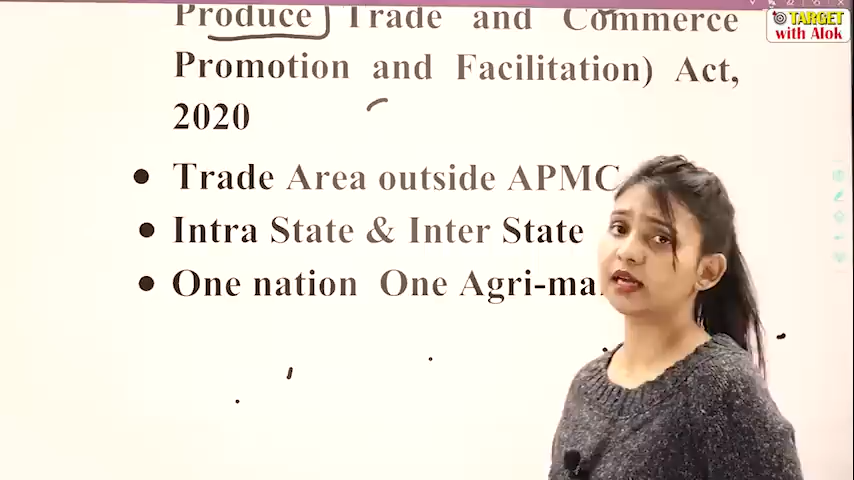 Produce Trade and Commerce
Promotion and Facilitation) Act,
2020
• Trade Area outside APMC
• Intra State & Inter State
• One nation One Agri-ma
TARGET
with Alok